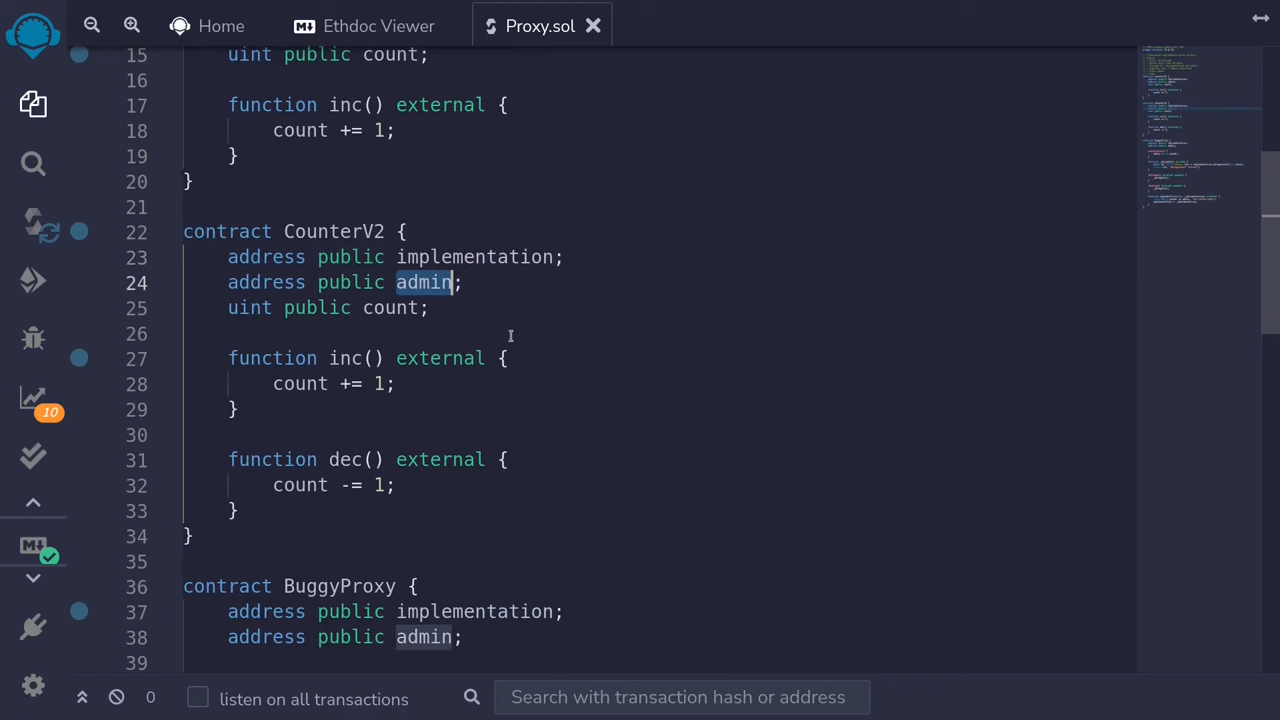 Home
Ethdoc Viewer
Proxy.sol
15 uint public count;
16
17 function inc() external {
18 count += 1;
19 }
20 }
21
22 contract CounterV2 {
23 address public implementation;
24 address public admin;
25 uint public count;
26
27 function inc() external {
28 count += 1;
29 }
30
31 function dec() external {
32 count -= 1;
33 }
34 }
35
36 contract BuggyProxy {
37 address public implementation;
38 address public admin;
39
10
0
listen on all transactions
Search with transaction hash or address